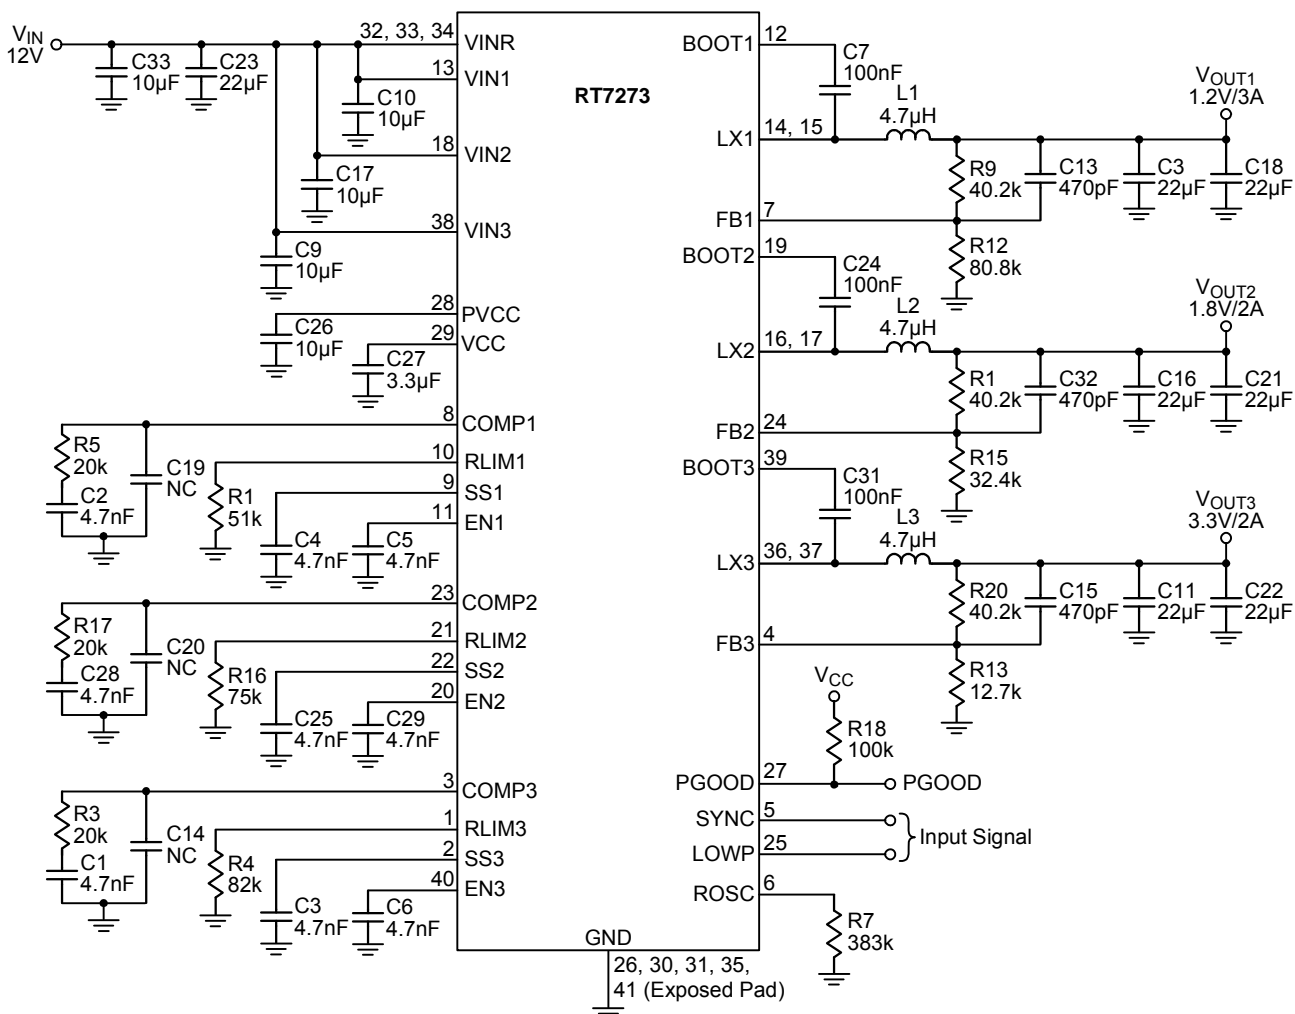 VIN
12V
C33
10µF
C23
22µF
32, 33, 34
VINR
13
VIN1
C10
10µF
18
VIN2
C17
10µF
38
VIN3
C9
10µF
28
PVCC
C26
10µF
29
VCC
C27
3.3µF
8
COMP1
R5
20k
C2
4.7nF
C19
NC
10
RLIM1
R1
51k
9
SS1
C4
4.7nF
11
EN1
C5
4.7nF
23
COMP2
R17
20k
C28
4.7nF
C20
NC
21
RLIM2
R16
75k
22
SS2
C25
4.7nF
20
EN2
C29
4.7nF
3
COMP3
R3
20k
C1
4.7nF
C14
NC
1
RLIM3
R4
82k
2
SS3
C3
4.7nF
40
EN3
C6
4.7nF
RT7273
GND
26, 30, 31, 35,
41 (Exposed Pad)
BOOT1
12
C7
100nF
LX1
14, 15
L1
4.7µH
VOUT1
1.2V/3A
R9
40.2k
C13
470pF
C3
22µF
C18
22µF
FB1
7
R12
80.8k
BOOT2
19
C24
100nF
LX2
16, 17
L2
4.7µH
VOUT2
1.8V/2A
R1
40.2k
C32
470pF
C16
22µF
C21
22µF
FB2
24
R15
32.4k
BOOT3
39
C31
100nF
LX3
36, 37
L3
4.7µH
VOUT3
3.3V/2A
R20
40.2k
C15
470pF
C11
22µF
C22
22µF
FB3
4
R13
12.7k
VCC
R18
100k
PGOOD
27
PGOOD
SYNC
5
LOWP
25
Input Signal
ROSC
6
R7
383k